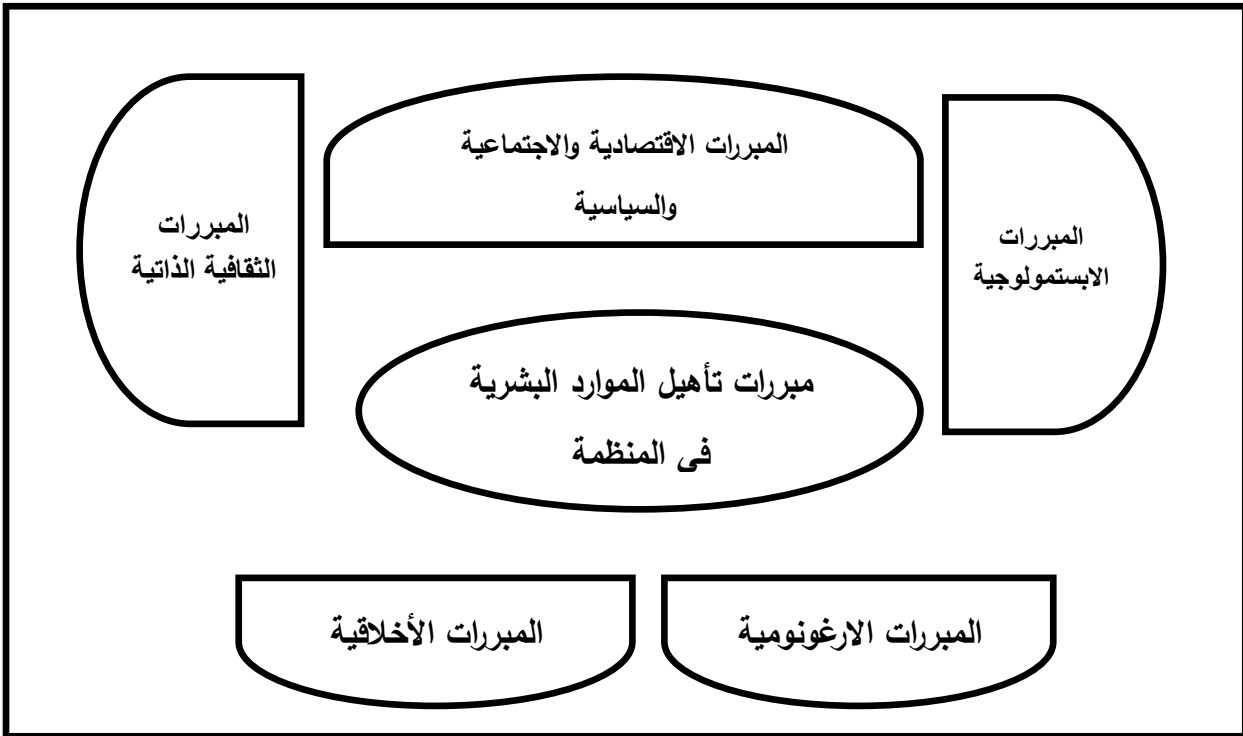 المبررات الاقتصادية والاجتماعية
والسياسية
المبررات
الابستمولوجية
المبررات
الثقافية الذاتية
مبررات تأهيل الموارد البشرية
فى المنظمة
المبررات الارغونومية
المبررات الأخلاقية